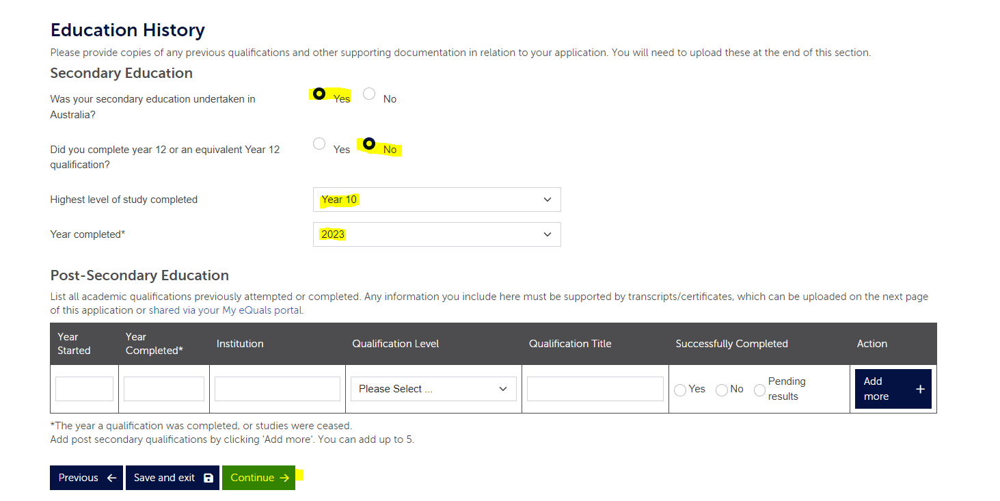 Education History
Please provide copies of any previous qualifications and other supporting documentation in relation to your application. You will need to upload these at the end of this section.
Secondary Education
Was your secondary education undertaken in
Australia?
Yes No
Did you complete year 12 or an equivalent Year 12
qualification?
Yes No
Highest level of study completed
Year 10
Year completed*
2023
Post-Secondary Education
List all academic qualifications previously attempted or completed. Any information you include here must be supported by transcripts/certificates, which can be uploaded on the next page
of this application or shared via your My eQuals portal.
Year
Started
Year
Completed*
Institution
Qualification Level
Qualification Title
Successfully Completed
Action
Please Select ...
Yes No Pending
results
Add
more +
*The year a qualification was completed, or studies were ceased.
Add post secondary qualifications by clicking 'Add more'. You can add up to 5.
Previous Save and exit Continue